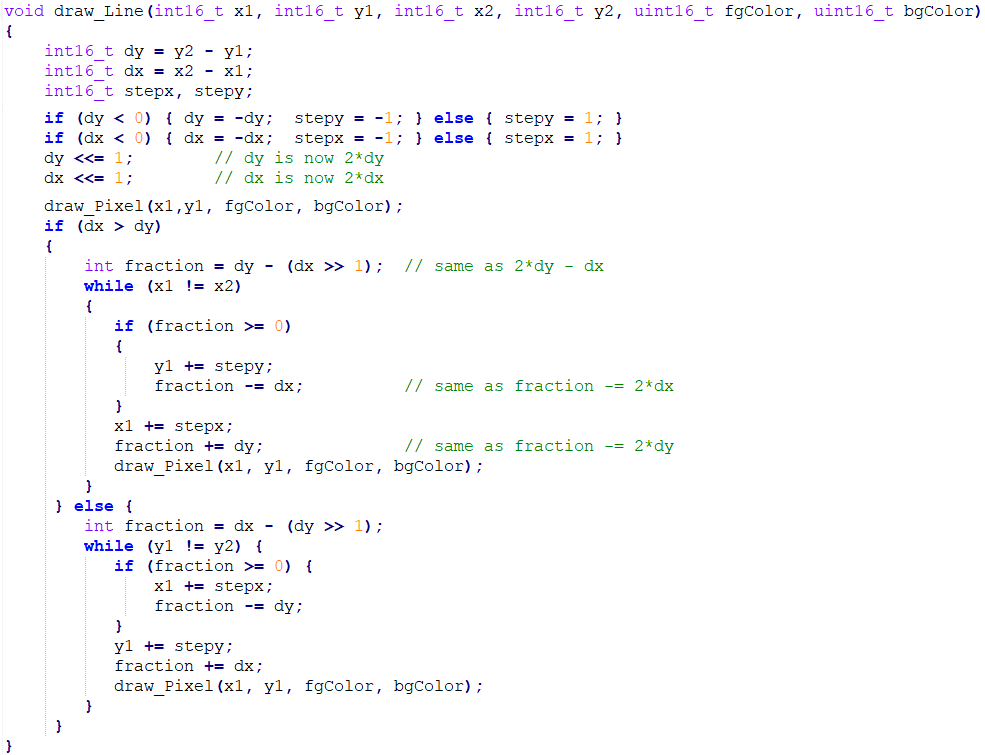 void draw_Line(int16_t x1, int16_t y1, int16_t x2, int16_t y2, uint16_t fgColor, uint16_t bgColor)
{
    int16_t dy = y2 - y1;
    int16_t dx = x2 - x1;
    int16_t stepx, stepy;
    if (dy < 0) { dy = -dy;  stepy = -1; } else { stepy = 1; }
    if (dx < 0) { dx = -dx;  stepx = -1; } else { stepx = 1; }
    dy <<= 1;        // dy is now 2*dy
    dx <<= 1;        // dx is now 2*dx
    draw_Pixel(x1,y1, fgColor, bgColor);
    if (dx > dy)
    {
        int fraction = dy - (dx >> 1);  // same as 2*dy - dx
        while (x1 != x2)
        {
           if (fraction >= 0)
           {
               y1 += stepy;
               fraction -= dx;          // same as fraction -= 2*dx
           }
           x1 += stepx;
           fraction += dy;              // same as fraction -= 2*dy
           draw_Pixel(x1, y1, fgColor, bgColor);
        }
     } else {
        int fraction = dx - (dy >> 1);
        while (y1 != y2) {
           if (fraction >= 0) {
               x1 += stepx;
               fraction -= dy;
           }
           y1 += stepy;
           fraction += dx;
           draw_Pixel(x1, y1, fgColor, bgColor);
        }
     }
}